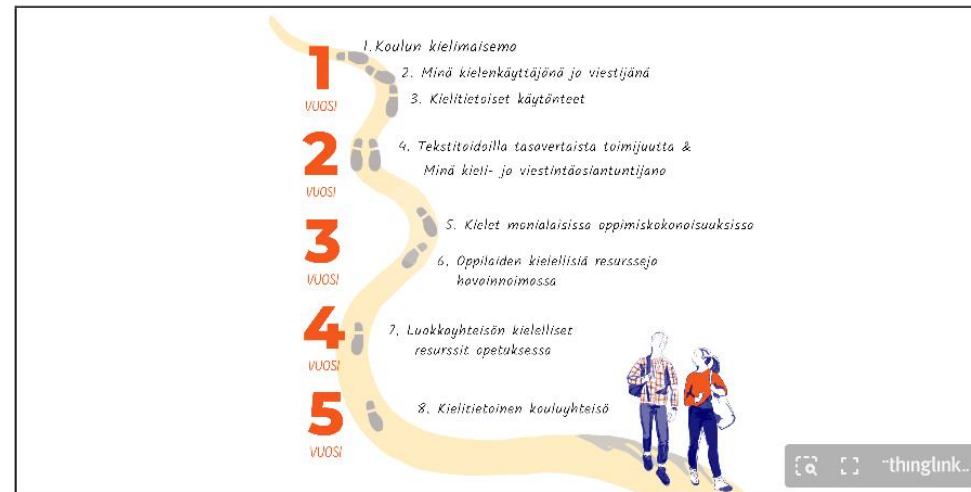 1
VUOSI
1. Koulun kielimaisema
2. Minä kielenkäyttäjänä ja viestijänä
3. Kielitietoiset käytänteet
2
VUOSI
4. Tekstitaidoilla tasavertaista toimijuutta &
Minä kieli- ja viestintäasiantuntijana
3
VUOSI
5. Kielet monialaisissa oppimiskokonaisuuksissa
6. Oppilaiden kielellisiä resursseja
havainnoimassa
4
VUOSI
7. Luokkayhteisön kielelliset
resurssit opetuksessa
5
VUOSI
8. Kielitietoinen kouluyhteisö
thinglink..